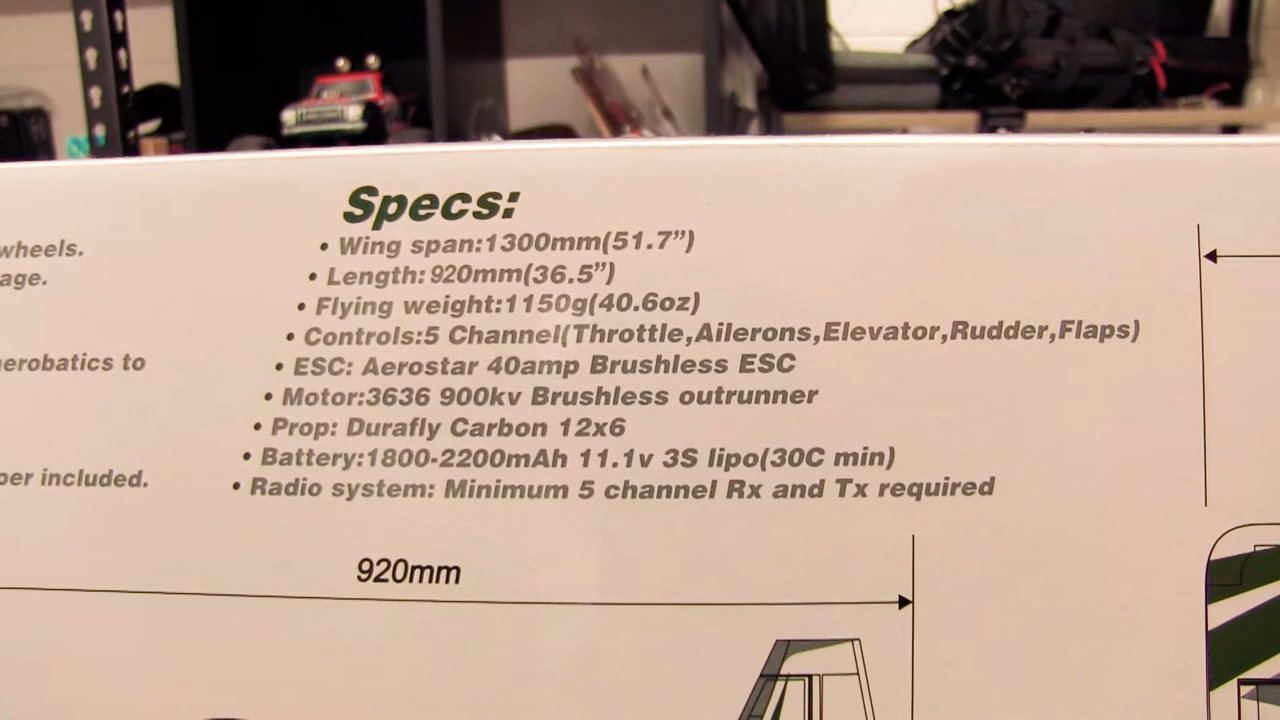 Specs:
wheels.
• Wing span:1300mm(51.7")
age.
• Length:920mm(36.5")
• Flying weight:1150g(40.6oz)
• Controls:5 Channel(Throttle,Ailerons,Elevator,Rudder,Flaps)
erobatics to
• ESC: Aerostar 40amp Brushless ESC
• Motor:3636 900kv Brushless outrunner
• Prop: Durafly Carbon 12x6
• Battery:1800-2200mAh 11.1v 3S lipo(30C min)
per included.
• Radio system: Minimum 5 channel Rx and Tx required
920mm